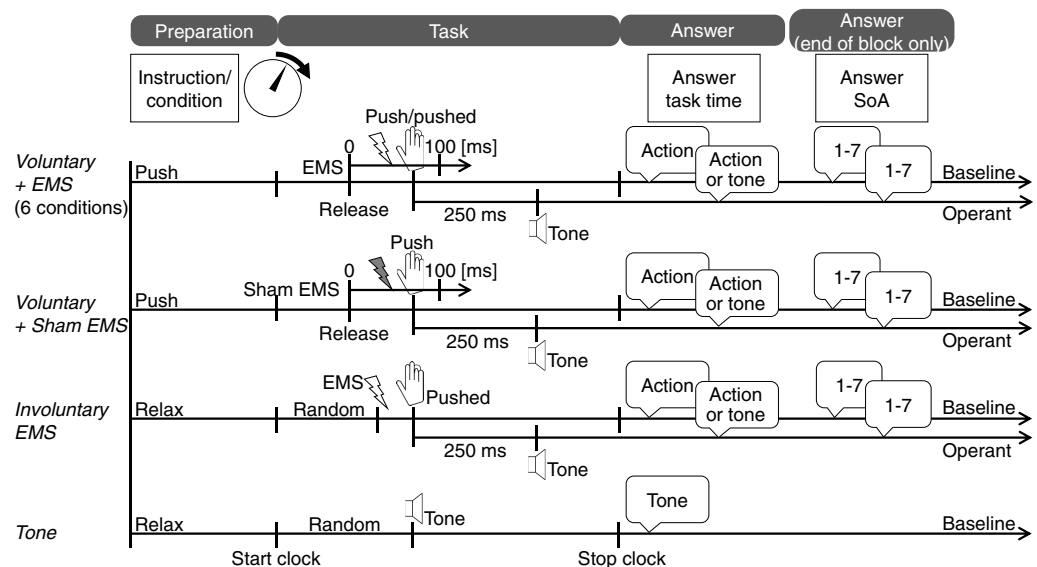 Preparation
Task
Answer
Answer
(end of block only)
Instruction/
condition
Answer
task time
Answer
SoA
Voluntary
+ EMS
(6 conditions)
Push
EMS
0
Push/pushed
100 [ms]
Release
250 ms
Tone
Action
Action
or tone
1-7
1-7
Baseline
Operant
Voluntary
+ Sham EMS
Push
Sham EMS
0
Push
100 [ms]
Release
250 ms
Tone
Action
Action
or tone
1-7
1-7
Baseline
Operant
Involuntary
EMS
Relax
Random
EMS
Pushed
250 ms
Tone
Action
Action
or tone
1-7
1-7
Baseline
Operant
Tone
Relax
Random
Tone
Tone
Baseline
Start clock
Stop clock